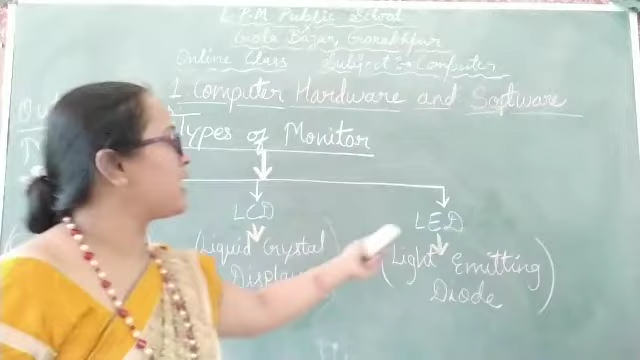 L P M Public School
Gola Bazar, Gorakhpur
Online Class Subject :- Computer
1. Computer Hardware and Software
Types of Monitor
LCD LED
(Liquid Crystal Display) (Light Emitting Diode)